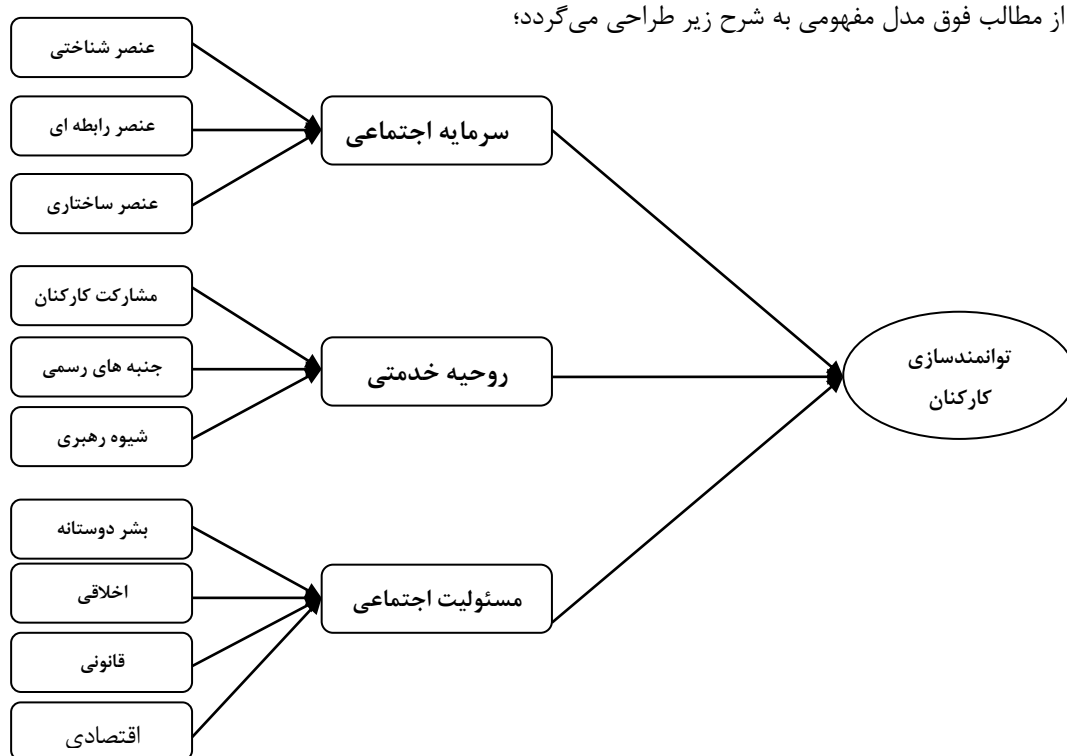 از مطالب فوق مدل مفهومی به شرح زیر طراحی می‌گردد؛
عنصر شناختی
عنصر رابطه ای
عنصر ساختاری
سرمایه اجتماعی
مشارکت کارکنان
جنبه های رسمی
شیوه رهبری
روحیه خدمتی
بشر دوستانه
اخلاقی
قانونی
اقتصادی
مسئولیت اجتماعی
توانمندسازی
کارکنان